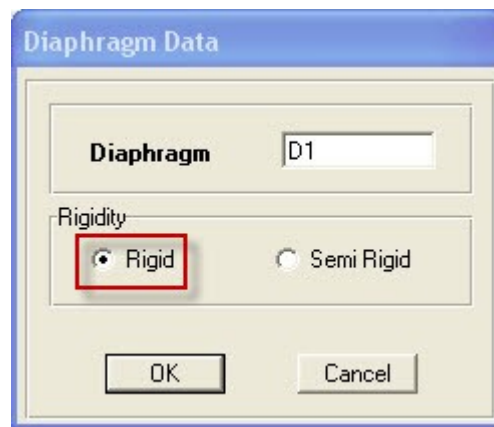 Diaphragm Data
Diaphragm D1
Rigidity
Rigid Semi Rigid
OK Cancel